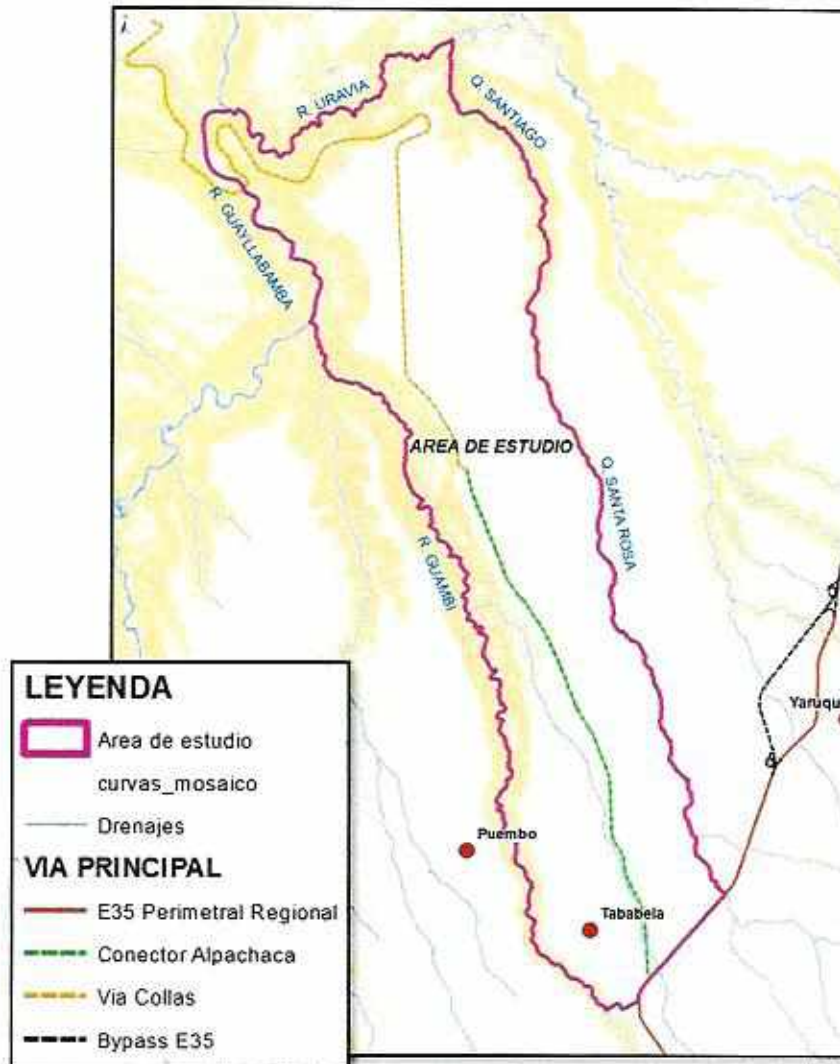 R. URAVIA
Q. SANTIAGO
R. GUAYLLABAMBA
AREA DE ESTUDIO
Q. SANTA ROSA
R. GUAMBI
Yaruqu
Puembo
Tababela
LEYENDA
Area de estudio
curvas_mosaico
Drenajes
VIA PRINCIPAL
E35 Perimetral Regional
Conector Alpachaca
Via Collas
Bypass E35